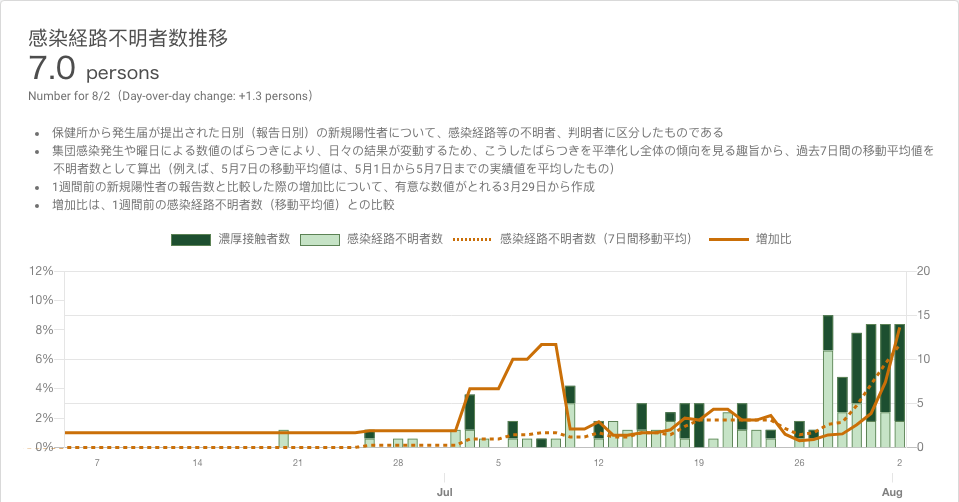 感染経路不明者数推移
7.0 persons
Number for 8/2（Day-over-day change: +1.3 persons）
保健所から発生届が提出された日別（報告日別）の新規陽性者について、感染経路等の不明者、判明者に区分したものである
集団感染発生や曜日による数値のばらつきにより、日々の結果が変動するため、こうしたばらつきを平準化し全体の傾向を見る趣旨から、過去7日間の移動平均値を
不明者数として算出（例えば、5月7日の移動平均値は、5月1日から5月7日までの実績値を平均したもの）
1週間前の新規陽性者の報告数と比較した際の増加比について、有意な数値がとれる3月29日から作成
増加比は、1週間前の感染経路不明者数（移動平均値）との比較
濃厚接触者数 感染経路不明者数 感染経路不明者数（7日間移動平均） 増加比
12% 20
10%
8% 15
6% 10
4%
2% 5
0% 0
7 14 21 28 5 12 19 26 2
Jul Aug